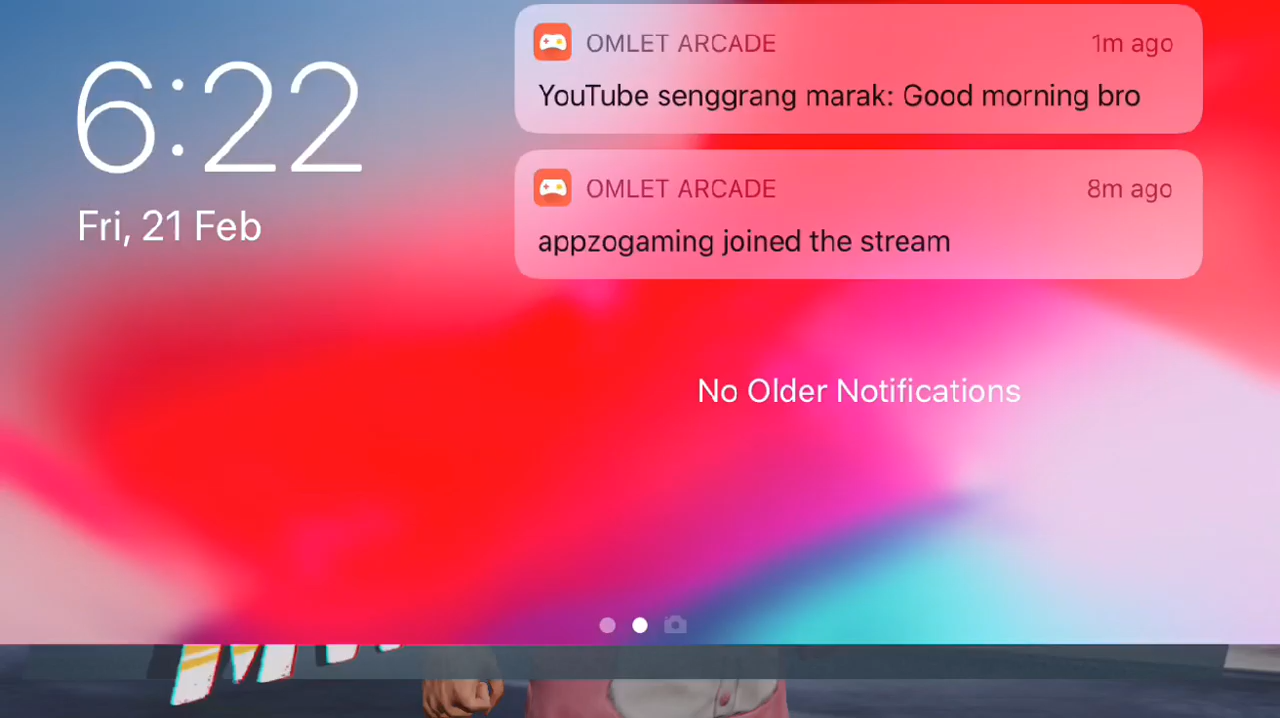 6:22
Fri, 21 Feb
OMLET ARCADE 1m ago
YouTube senggrang marak: Good morning bro
OMLET ARCADE 8m ago
appzogaming joined the stream
No Older Notifications